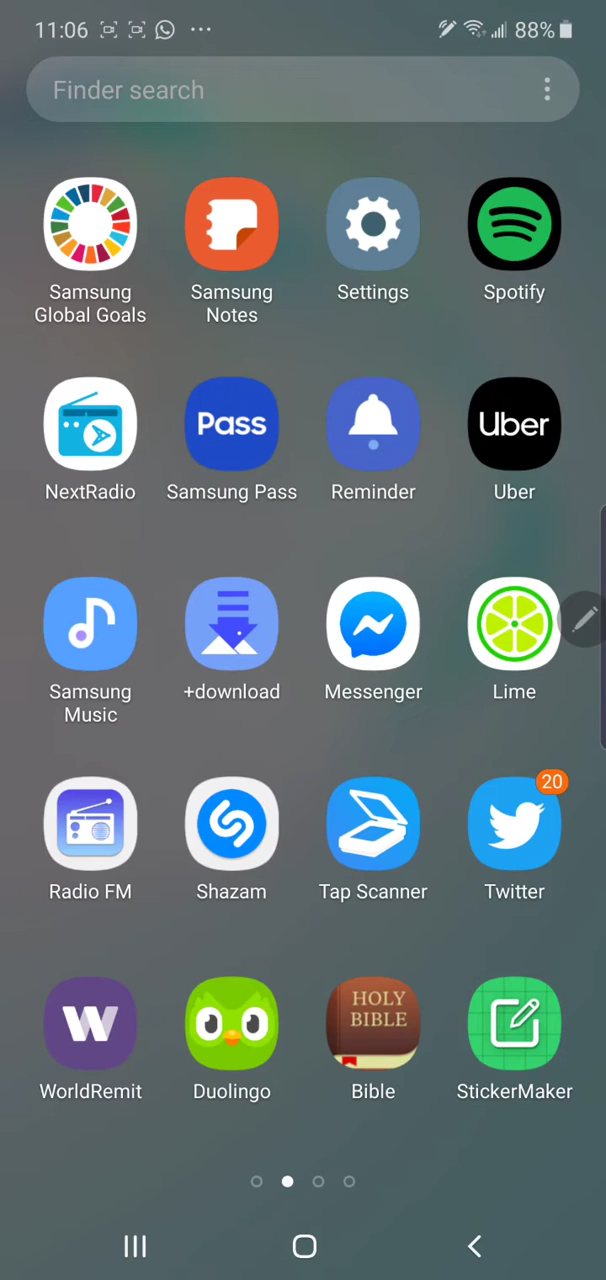 11:06
88%
Finder search
Samsung
Global Goals
Samsung
Notes
Settings
Spotify
Pass
Uber
NextRadio
Samsung Pass
Reminder
Uber
Samsung
Music
+download
Messenger
Lime
20
Radio FM
Shazam
Tap Scanner
Twitter
W
HOLY
BIBLE
WorldRemit
Duolingo
Bible
StickerMaker